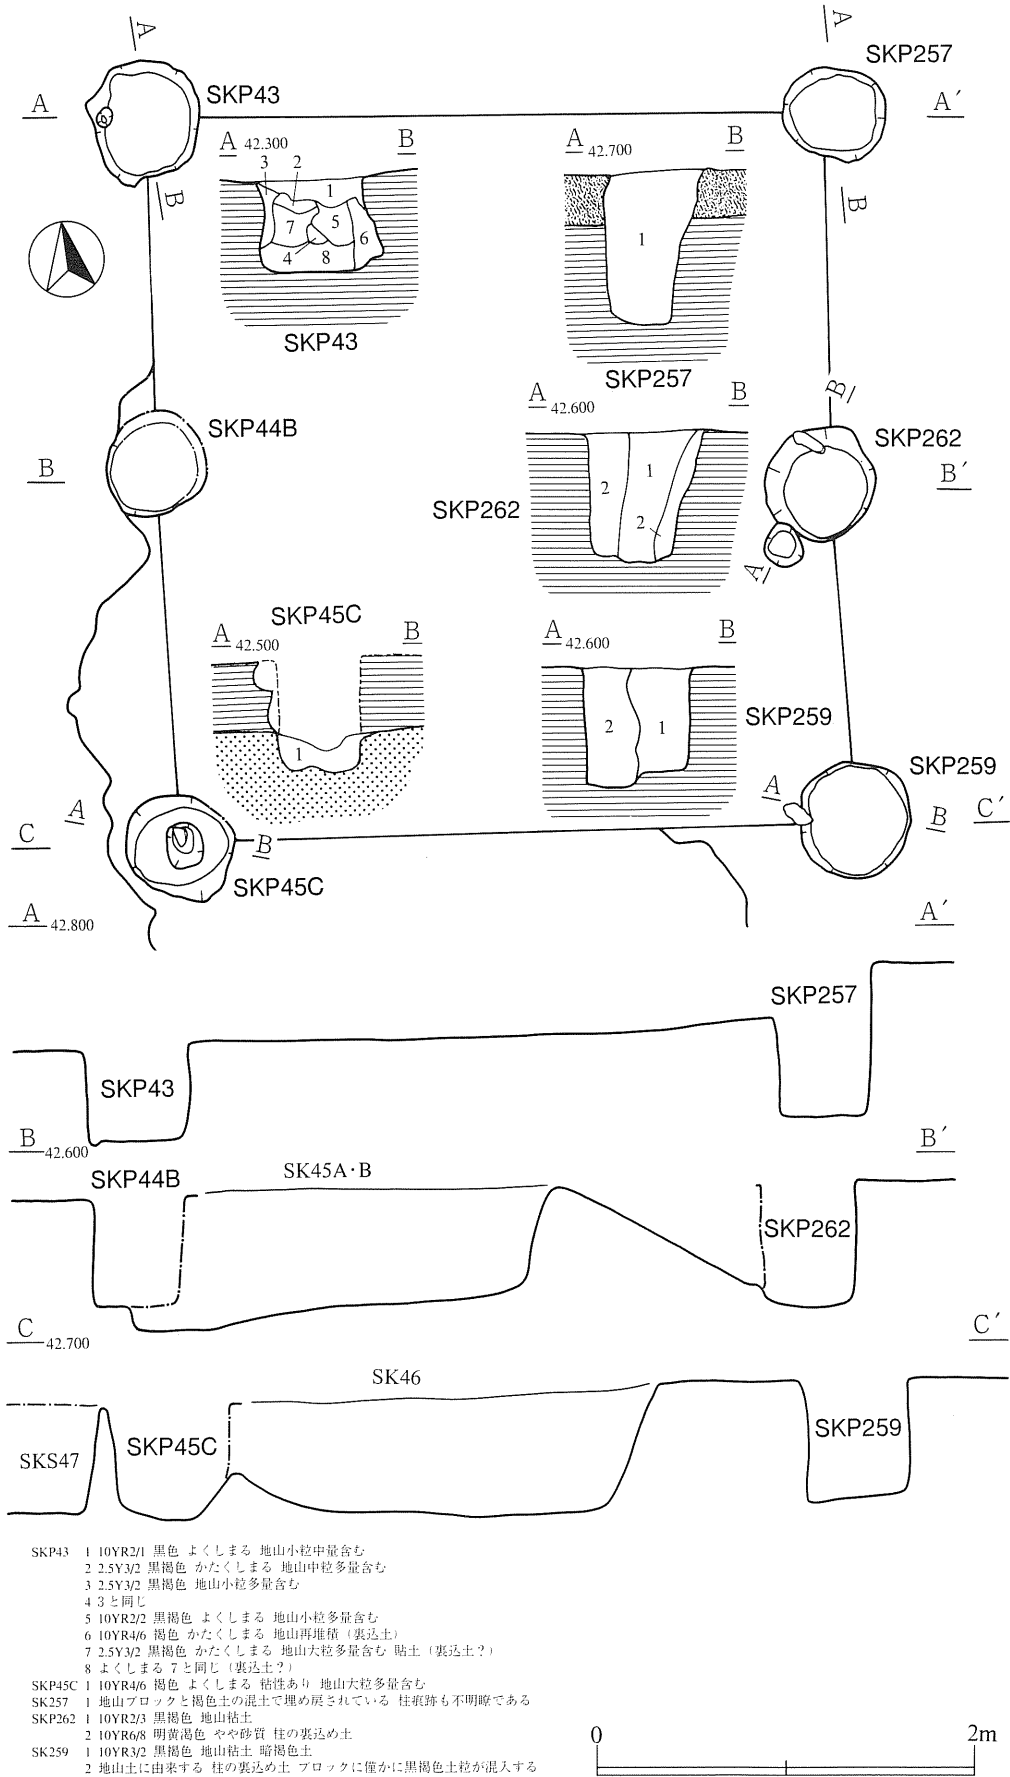 A A
SKP257
A SKP43 A′
A 42.300 B A 42.700 B
B B
3 2 1
7 5 6
4 8
1
SKP43
SKP257
A 42.600 B B
SKP44B SKP262
B B′
SKP262 2 1 2
A
SKP45C
A 42.500 B A 42.600 B
SKP259
2 1
1
SKP259
A A B C′
C B
SKP45C
A 42.800 A′
SKP257
SKP43
B 42.600 B′
SKP44B SK45A・B
SKP262
C 42.700 C′
SK46
SKP45C SKP259
SKS47
SKP43 1 10YR2/1 黒色 よくしまる 地山小粒中量含む
2 2.5Y3/2 黒褐色 かたくしまる 地山中粒多量含む
3 2.5Y3/2 黒褐色 地山小粒多量含む
4 3と同じ
5 10YR2/2 黒褐色 よくしまる 地山小粒多量含む
6 10YR4/6 褐色 かたくしまる 地山再堆積（裏込土）
7 2.5Y3/2 黒褐色 かたくしまる 地山大粒多量含む 貼土（裏込土？）
8 よくしまる 7と同じ（裏込土？）
SKP45C 1 10YR4/6 褐色 よくしまる 粘性あり 地山大粒多量含む
SK257 1 地山ブロックと褐色土の混土で埋め戻されている 柱痕跡も不明瞭である
SKP262 1 10YR2/3 黒褐色 地山粘土
2 10YR6/8 明黄渇色 やや砂質 柱の裏込め土
SK259 1 10YR3/2 黒褐色 地山粘土 暗褐色土
2 地山土に由来する 柱の裏込め土 ブロックに僅かに黒褐色土粒が混入する
0 2m